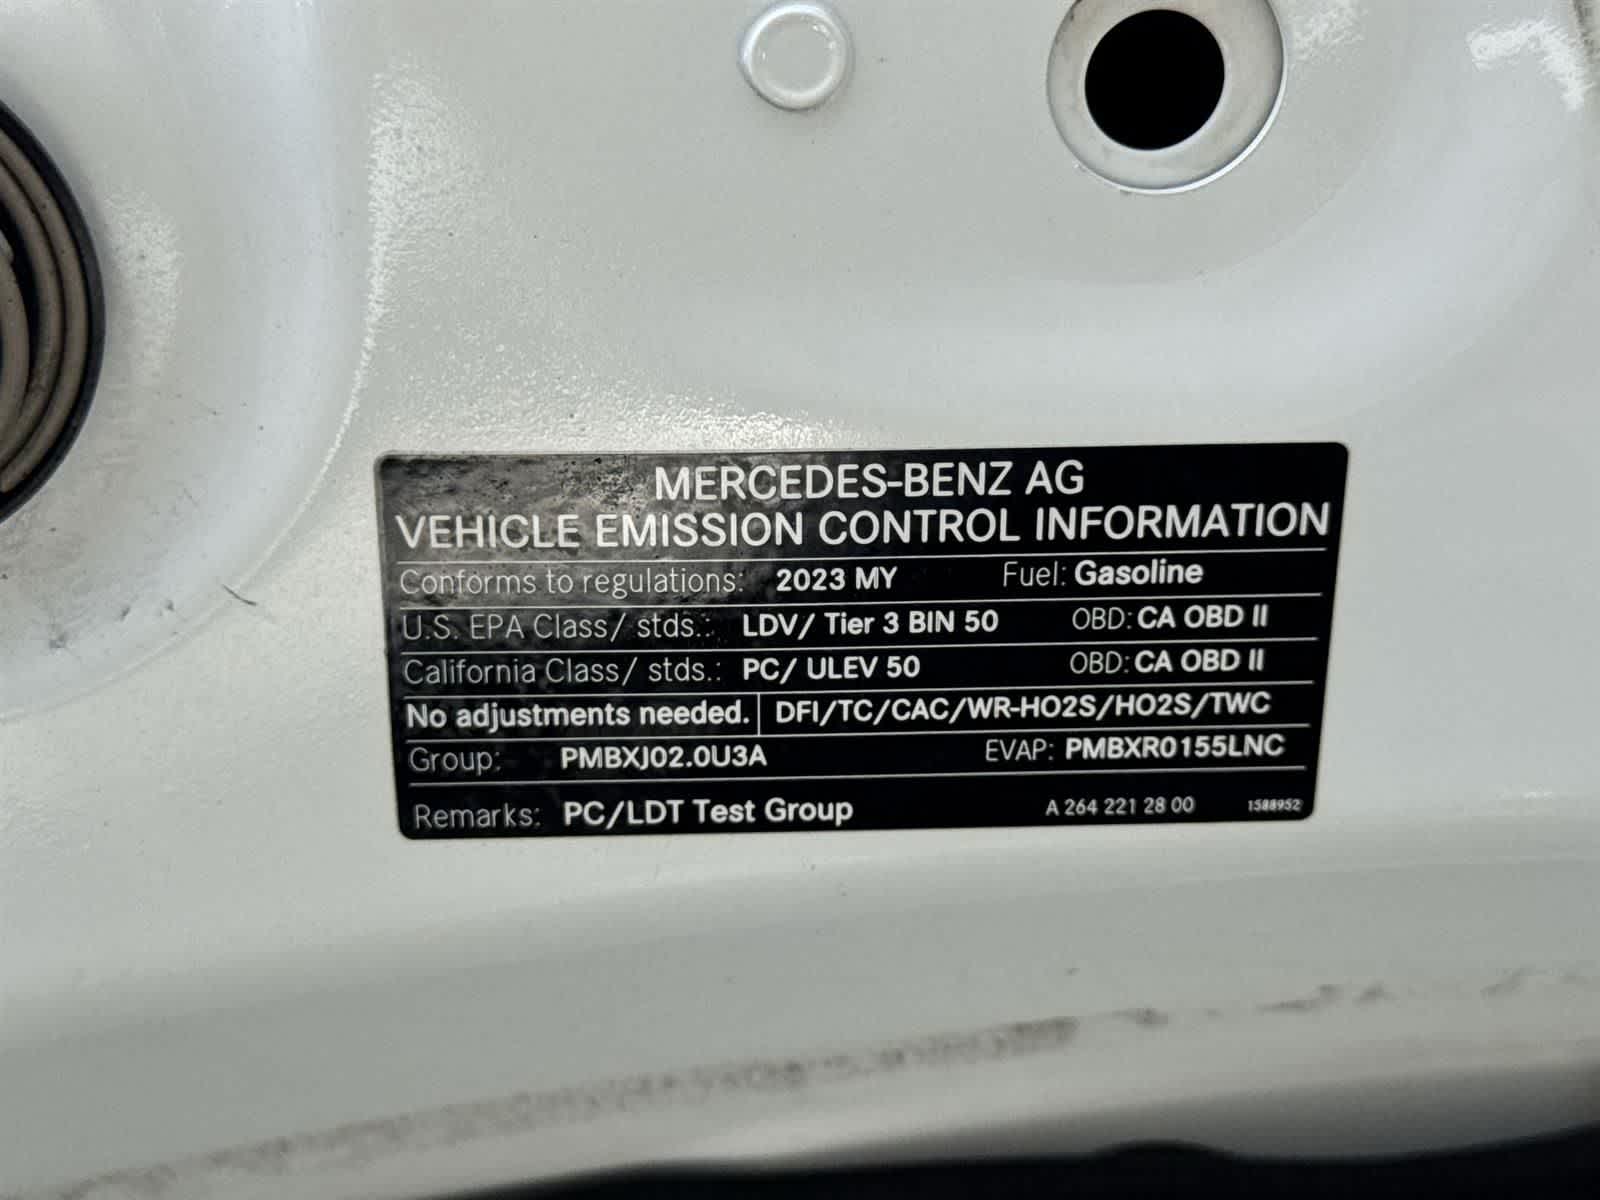 MERCEDES-BENZ AG
VEHICLE EMISSION CONTROL INFORMATION
Conforms to regulations: 2023 MY Fuel: Gasoline
U.S. EPA Class/ stds.: LDV/ Tier 3 BIN 50 OBD: CA OBD II
California Class/ stds.: PC/ ULEV 50 OBD: CA OBD II
No adjustments needed. DFI/TC/CAC/WR-HO2S/HO2S/TWC
Group: PMBXJ02.0U3A EVAP: PMBXR0155LNC
Remarks: PC/LDT Test Group A 264 221 28 00 1588952